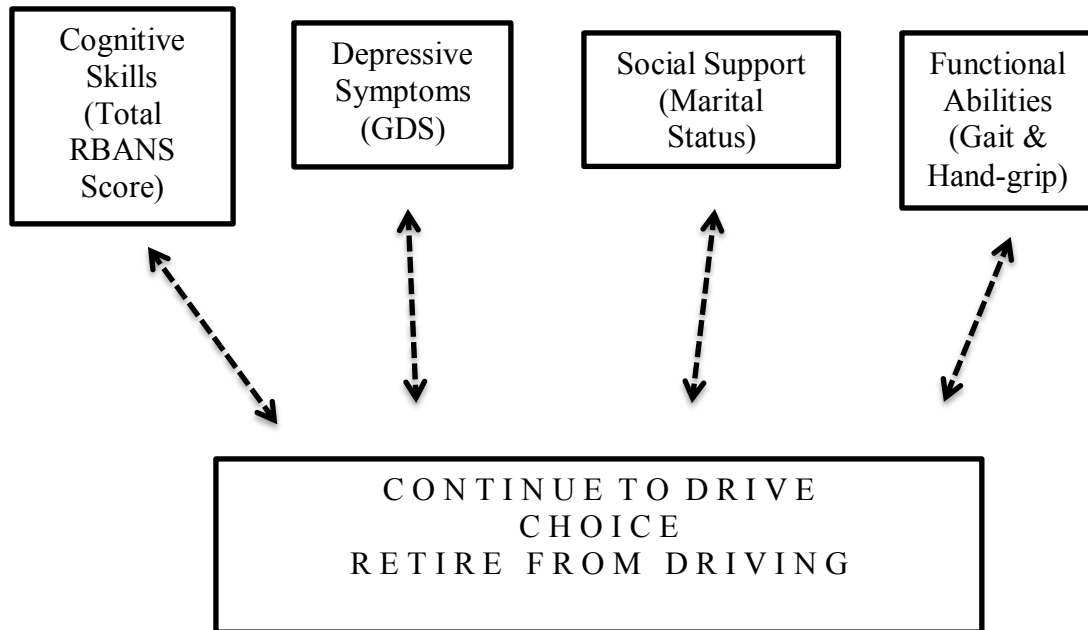 Cognitive
Skills
(Total
RBANS
Score)
Depressive
Symptoms
(GDS)
Social Support
(Marital
Status)
Functional
Abilities
(Gait &
Hand-grip)
CONTINUE TO DRIVE
CHOICE
RETIRE FROM DRIVING